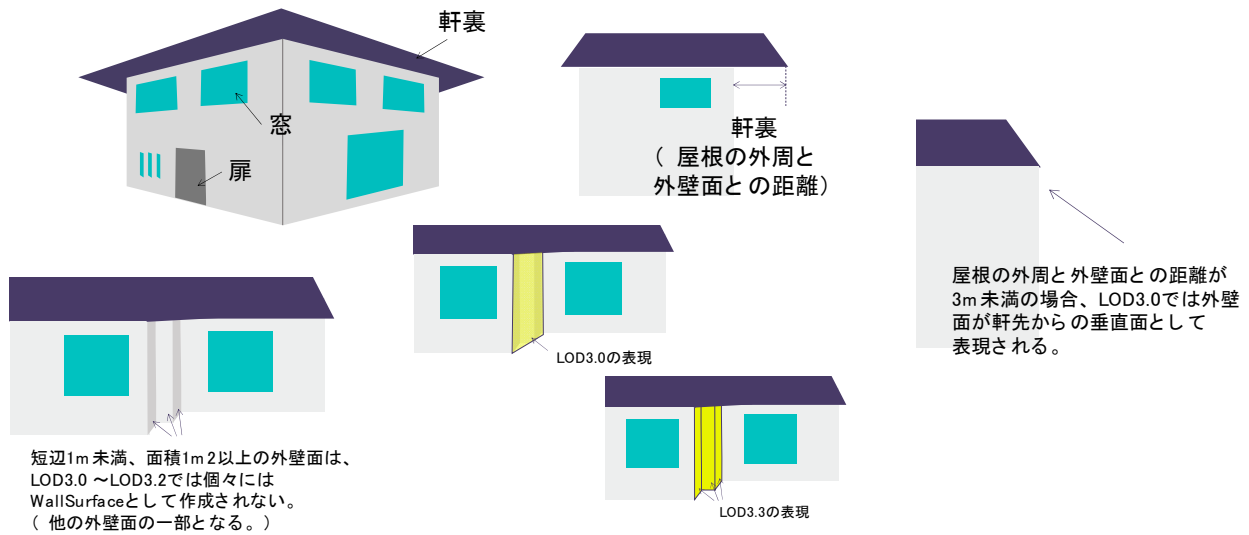 軒裏
窓
扉
軒裏
（ 屋根の外周と
外壁面との距離）
屋根の外周と外壁面との距離が
3m未満の場合、LOD3.0では外壁
面が軒先からの垂直面として
表現される。
LOD3.0の表現
短辺1m未満、面積1m2以上の外壁面は、
LOD3.0 ～LOD3.2では個々には
WallSurfaceとして作成されない。
（ 他の外壁面の一部となる。）
LOD3.3の表現